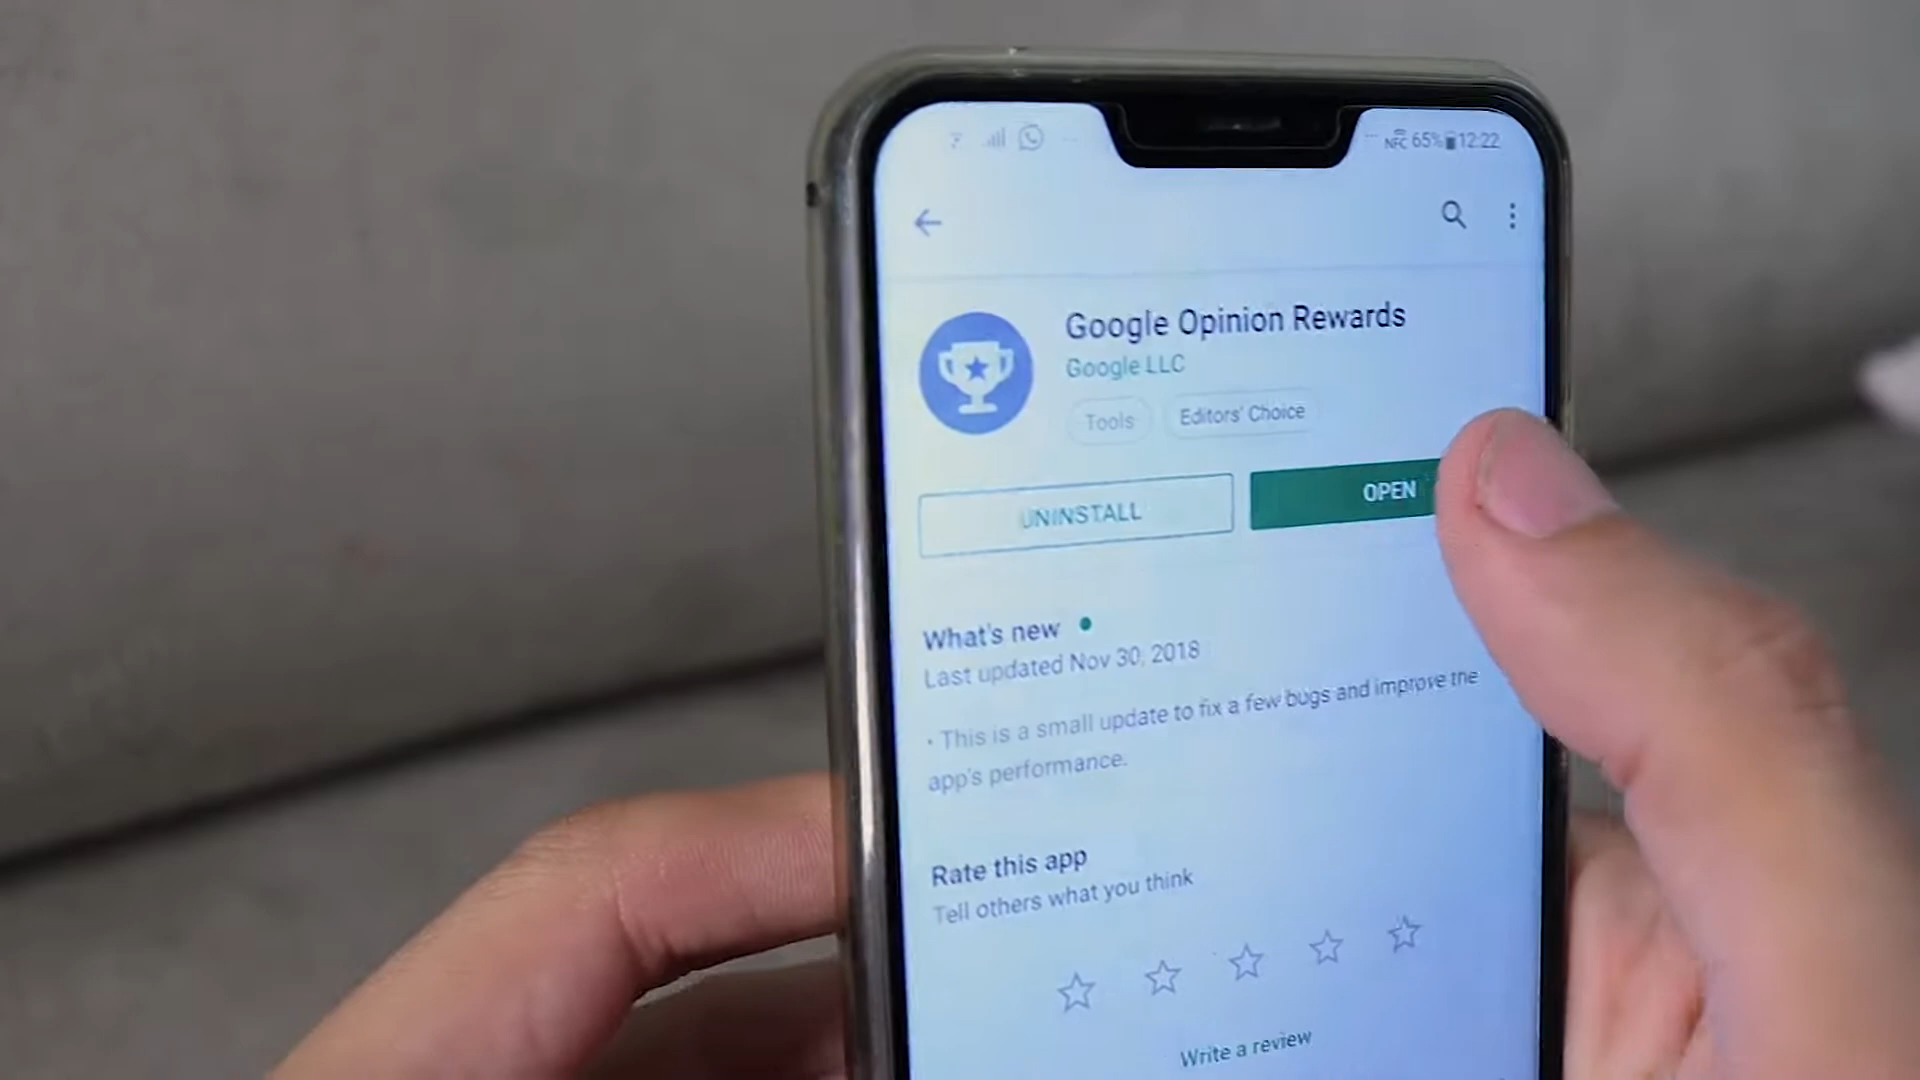 NFC 65% 12:22
Google Opinion Rewards
Google LLC
Tools Editors' Choice
UNINSTALL OPEN
What's new
Last updated Nov 30, 2018
• This is a small update to fix a few bugs and improve the
app's performance.
Rate this app
Tell others what you think
Write a review